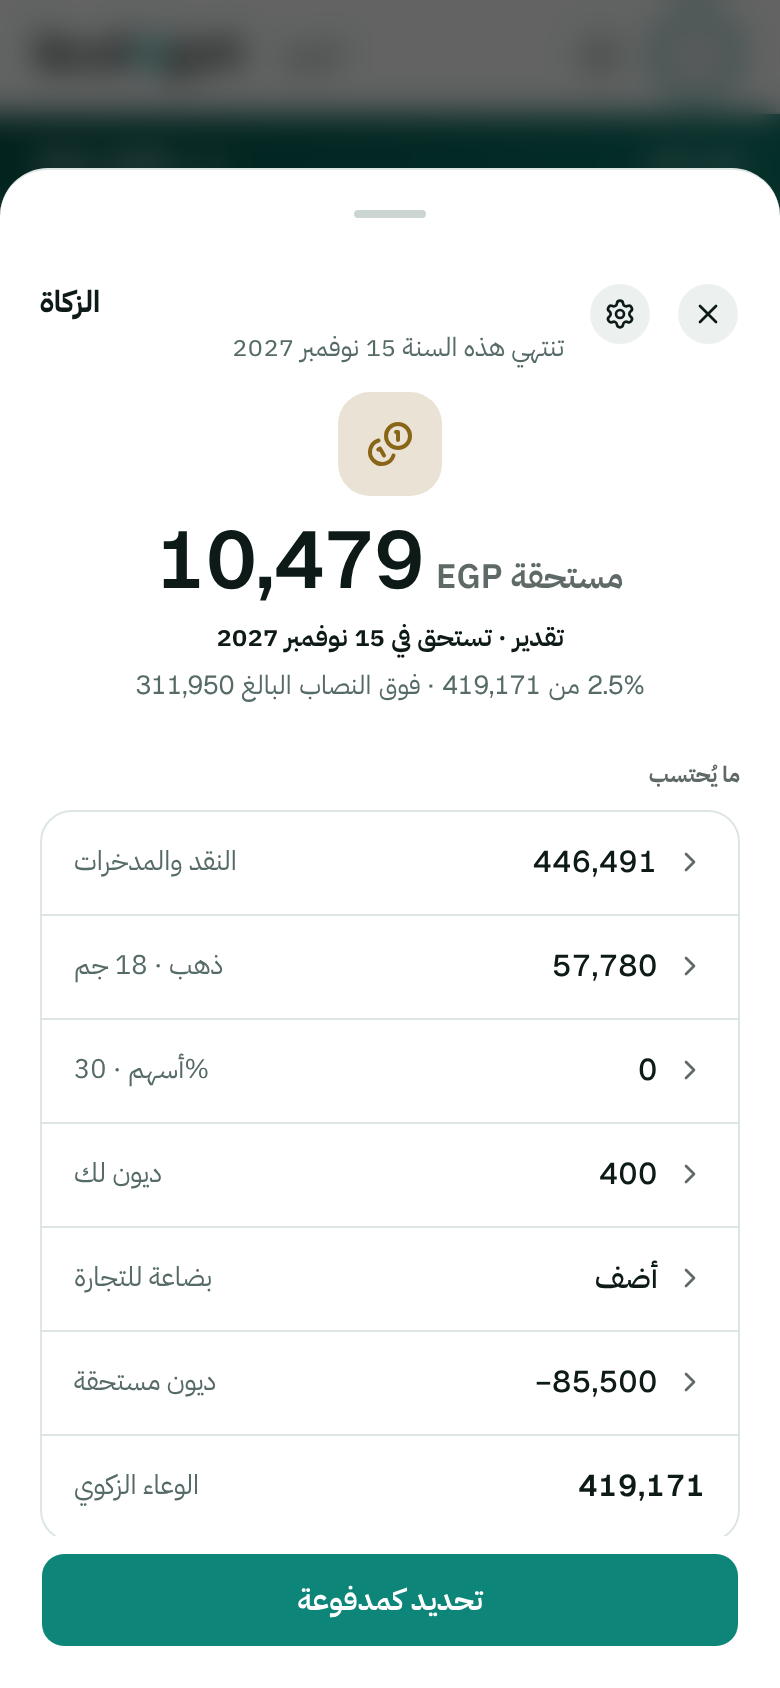 الزكاة
تنتهي هذه السنة 15 نوفمبر 2027
10,479 EGP مستحقة
تقدير · تستحق في 15 نوفمبر 2027
2.5% من 419,171 · فوق النصاب البالغ 311,950
ما يُحتسب
النقد والمدخرات 446,491
ذهب · 18 جم 57,780
أسهم · 30% 0
ديون لك 400
بضاعة للتجارة أضف
ديون مستحقة −85,500
الوعاء الزكوي 419,171
تحديد كمدفوعة